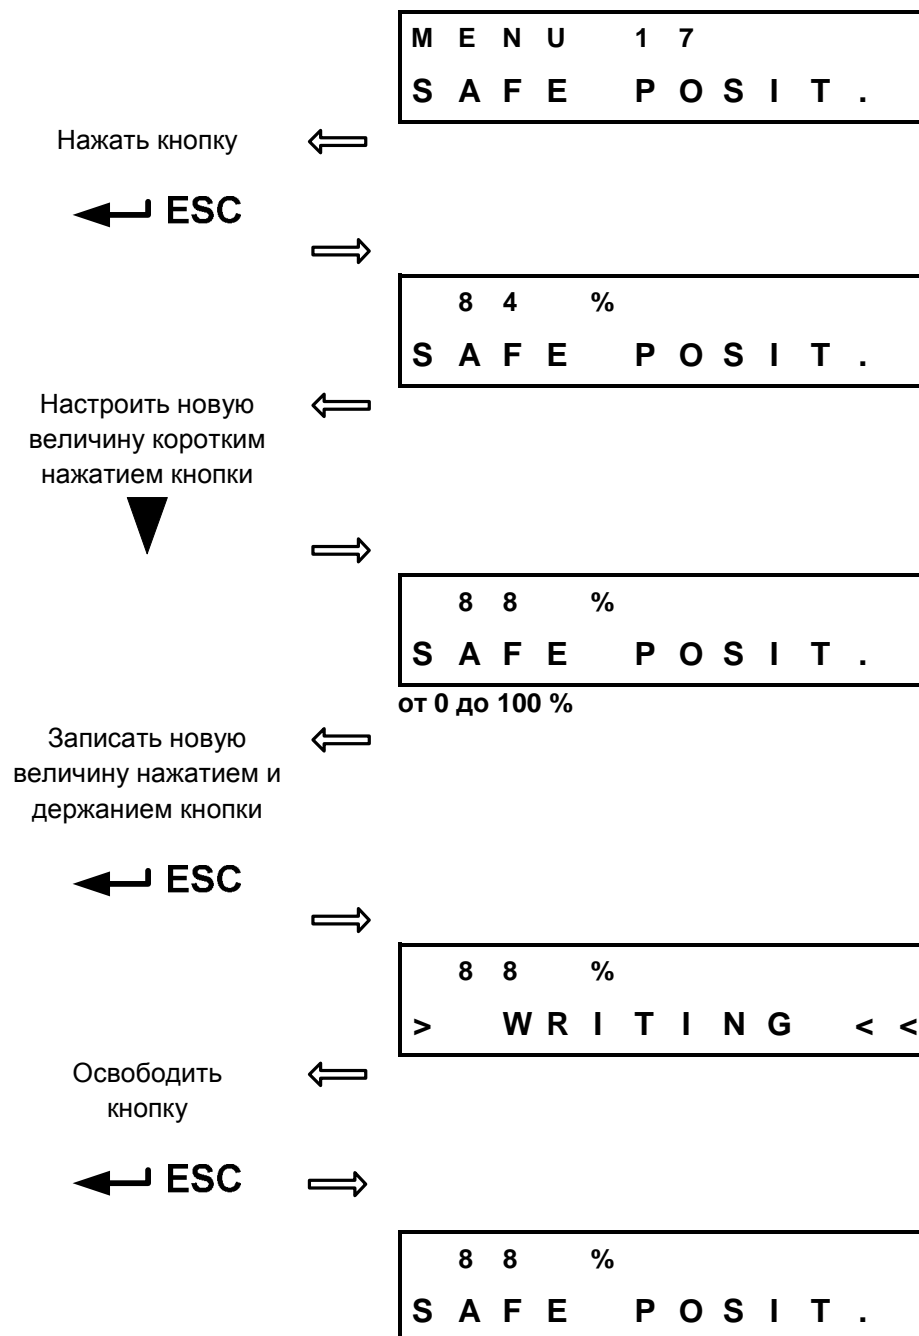 MENU 17
SAFE POSIT.
Нажать кнопку
ESC
84 %
SAFE POSIT.
Настроить новую
величину коротким
нажатием кнопки
88 %
SAFE POSIT.
от 0 до 100 %
Записать новую
величину нажатием и
держанием кнопки
ESC
88 %
> WRITING <<
Освободить
кнопку
ESC
88 %
SAFE POSIT.